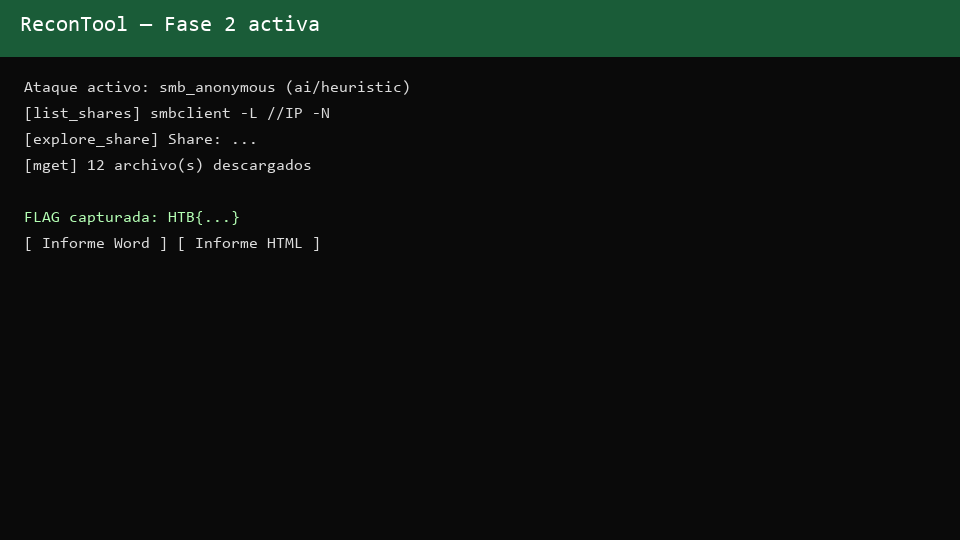 ReconTool — Fase 2 activa
Ataque activo: smb_anonymous (ai/heuristic)
[list_shares] smbclient -L //IP -N
[explore_share] Share: ...
[mget] 12 archivo(s) descargados
FLAG capturada: HTB{...}
[ Informe Word ] [ Informe HTML ]